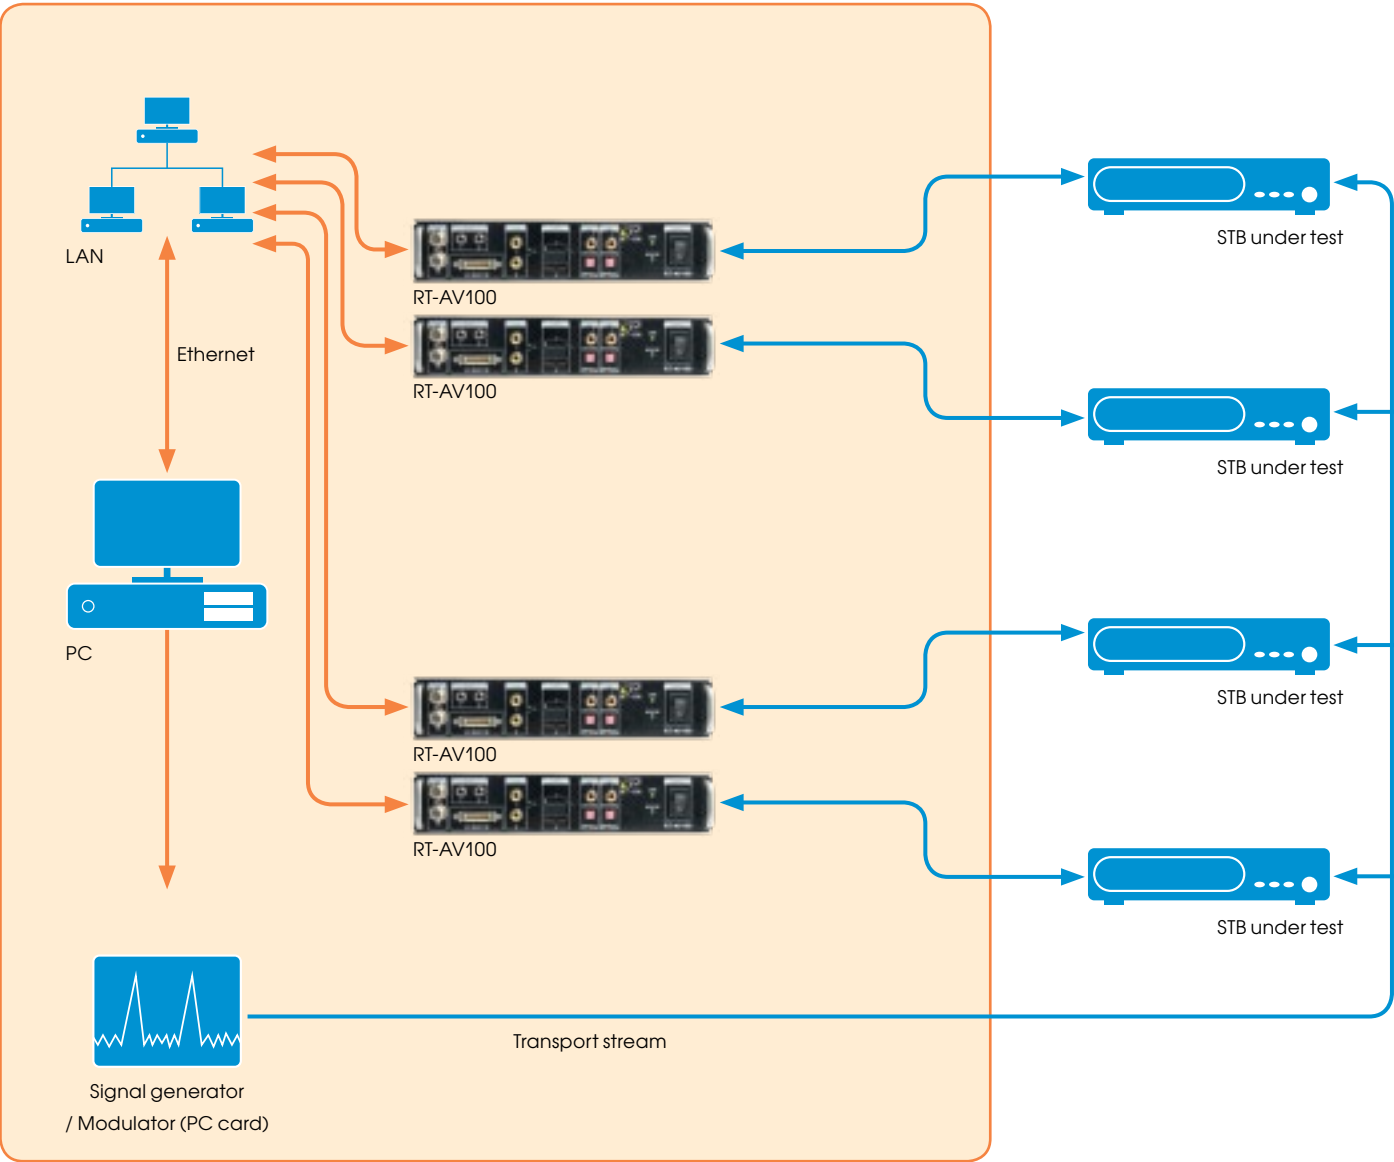 LAN
RT-AV100
STB under test
Ethernet
RT-AV100
STB under test
PC
RT-AV100
STB under test
RT-AV100
STB under test
Transport stream
Signal generator
/ Modulator (PC card)